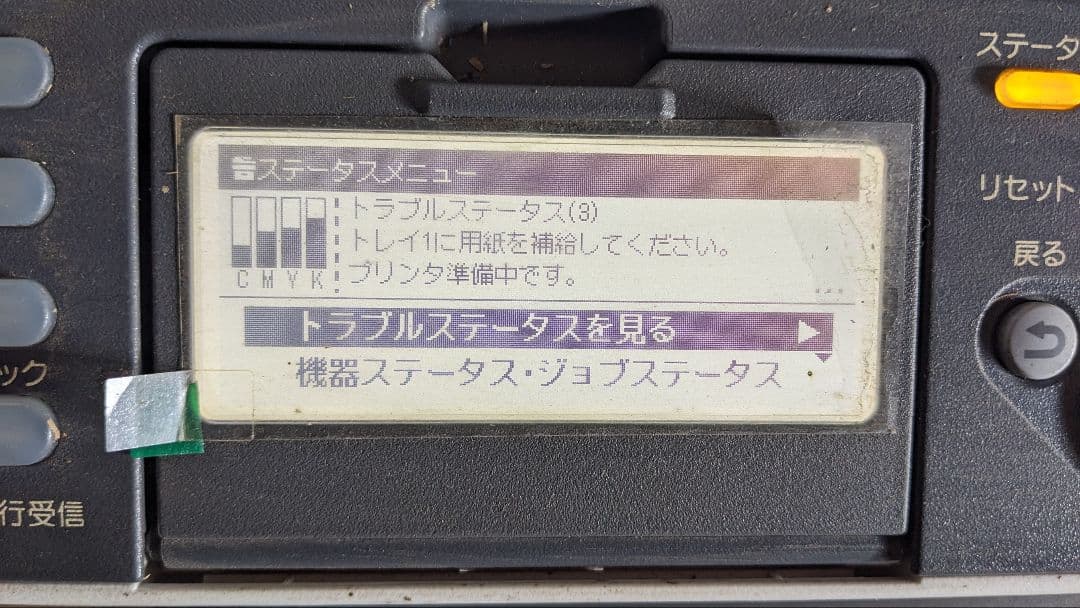 ステータ
ステータスメニュー
トラブルステータス(3)
トレイ1に用紙を補給してください。
プリンタ準備中です。
C M Y K
リセット
戻る
トラブルステータスを見る
機器ステータス・ジョブステータス
ック
行受信